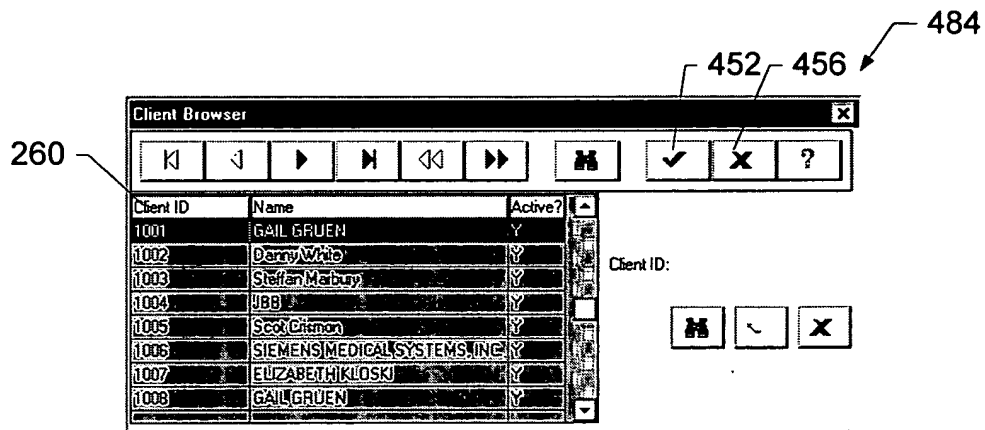 484
452 456
Client Browser
260
?
Client ID Name Active?
1001 GAIL GRUEN Y
1002 Danny White Y
1003 Steffan Marbury Y
1004 JBB Y
1005 Scot Crismon Y
1006 SIEMENS MEDICAL SYSTEMS, INC Y
1007 ELIZABETH KLOSKI Y
1008 GAIL GRUEN Y
Client ID: